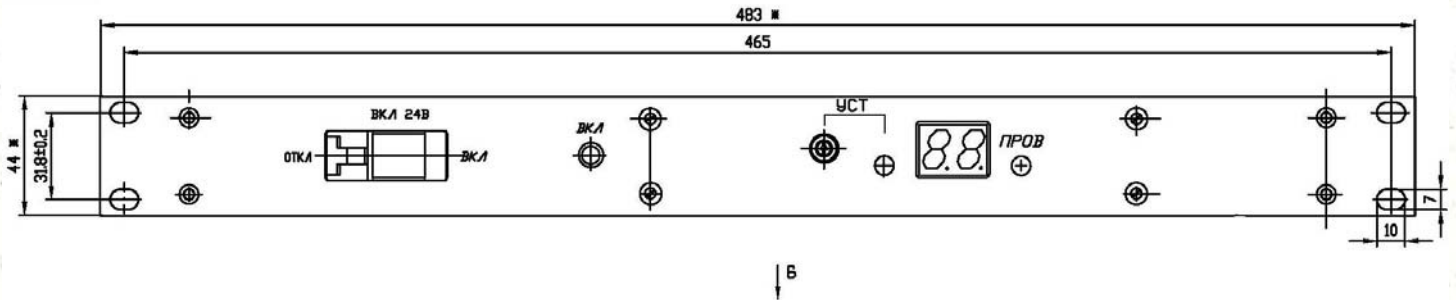 483 *
465
44 *
31.8±0.2
ВКЛ 24В
ОТКЛ
ВКЛ
ВКЛ
УСТ
8.8.
ПРОВ
7
10
Б